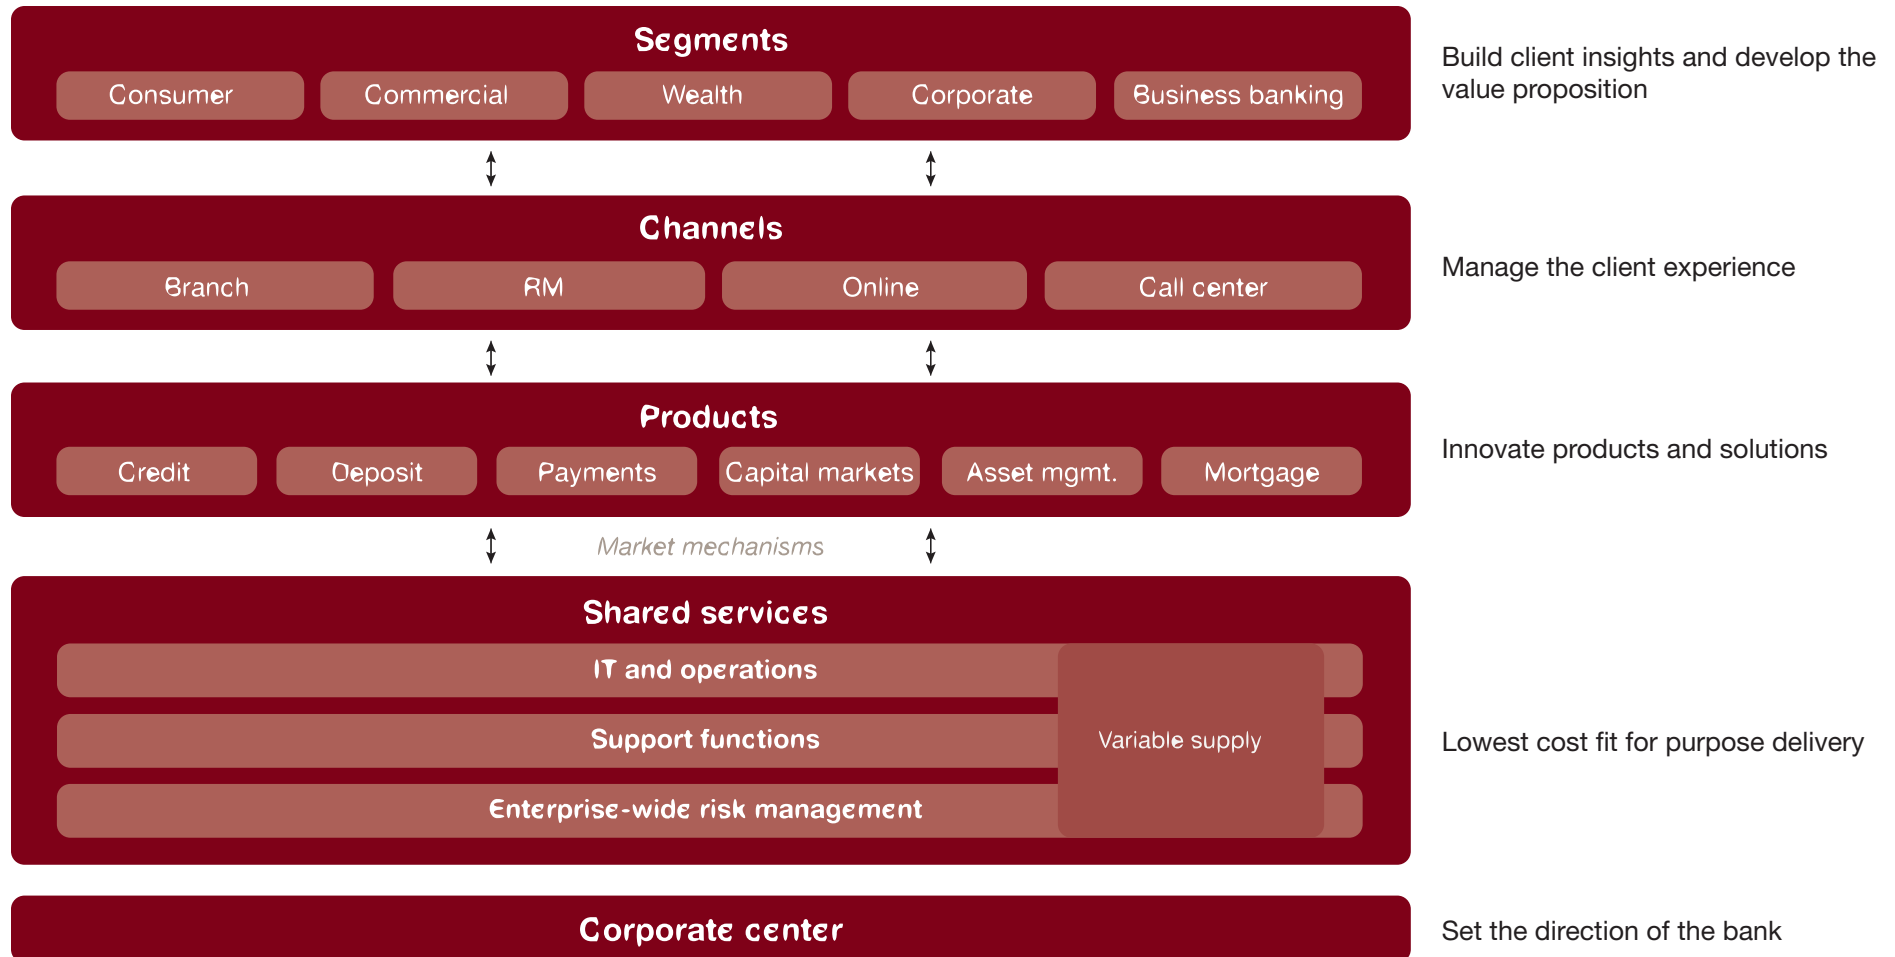 Segments
Consumer
Commercial
Wealth
Corporate
Business banking
Build client insights and develop the
value proposition
Channels
Branch
RM
Online
Call center
Manage the client experience
Products
Credit
Deposit
Payments
Capital markets
Asset mgmt.
Mortgage
Innovate products and solutions
Market mechanisms
Shared services
IT and operations
Support functions
Enterprise-wide risk management
Variable supply
Lowest cost fit for purpose delivery
Corporate center
Set the direction of the bank